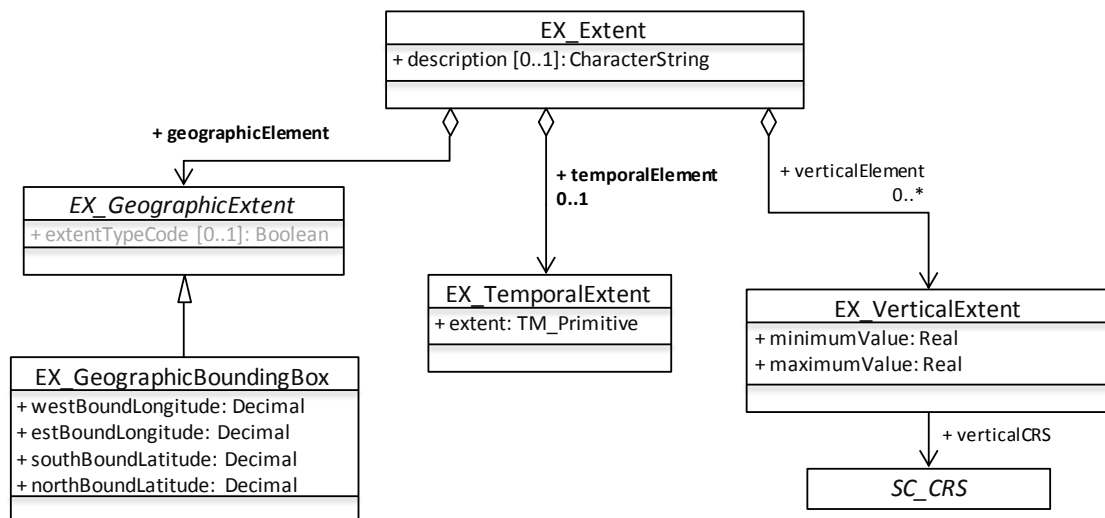 EX_Extent
+ description [0..1]: CharacterString
+ geographicElement
+ temporalElement
0..1
+ verticalElement
0..*
EX_GeographicExtent
+ extentTypeCode [0..1]: Boolean
EX_TemporalExtent
+ extent: TM_Primitive
EX_VerticalExtent
+ minimumValue: Real
+ maximumValue: Real
EX_GeographicBoundingBox
+ westBoundLongitude: Decimal
+ estBoundLongitude: Decimal
+ southBoundLatitude: Decimal
+ northBoundLatitude: Decimal
+ verticalCRS
SC_CRS